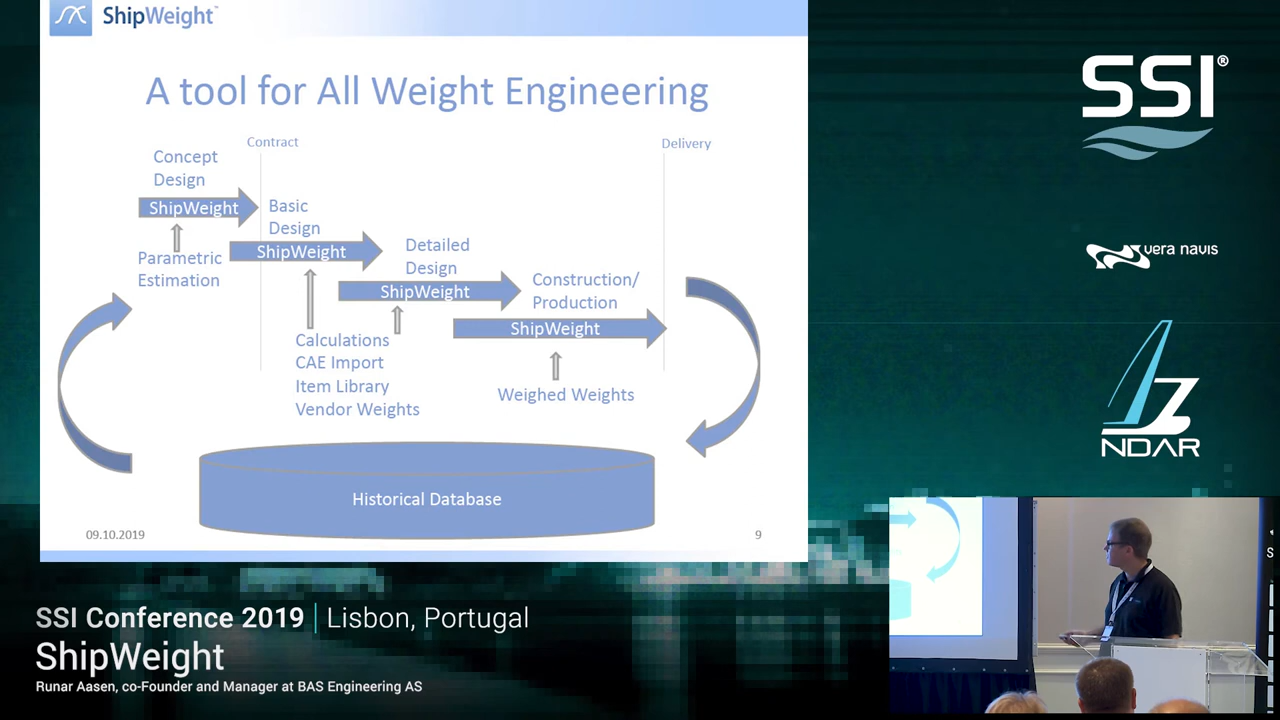 ShipWeight™
A tool for All Weight Engineering
Contract
Delivery
Concept
Design
ShipWeight
Parametric
Estimation
Basic
Design
ShipWeight
Detailed
Design
ShipWeight
Construction/
Production
ShipWeight
Calculations
CAE Import
Item Library
Vendor Weights
Weighed Weights
Historical Database
09.10.2019
9
SSI®
vera navis
NDAR
S
SSI Conference 2019 | Lisbon, Portugal
ShipWeight
Runar Aasen, co-Founder and Manager at BAS Engineering AS